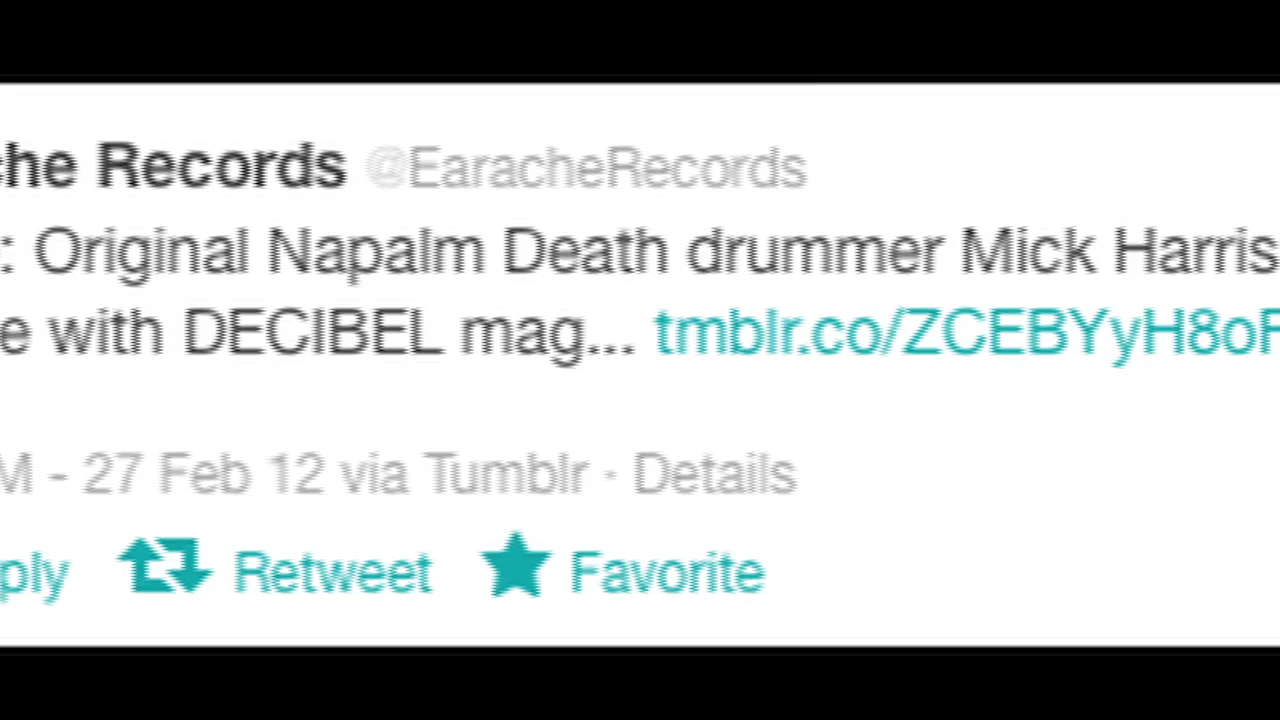 che Records @EaracheRecords
: Original Napalm Death drummer Mick Harris
e with DECIBEL mag... tmblr.co/ZCEBYyH8oF
M - 27 Feb 12 via Tumblr · Details
ply Retweet Favorite